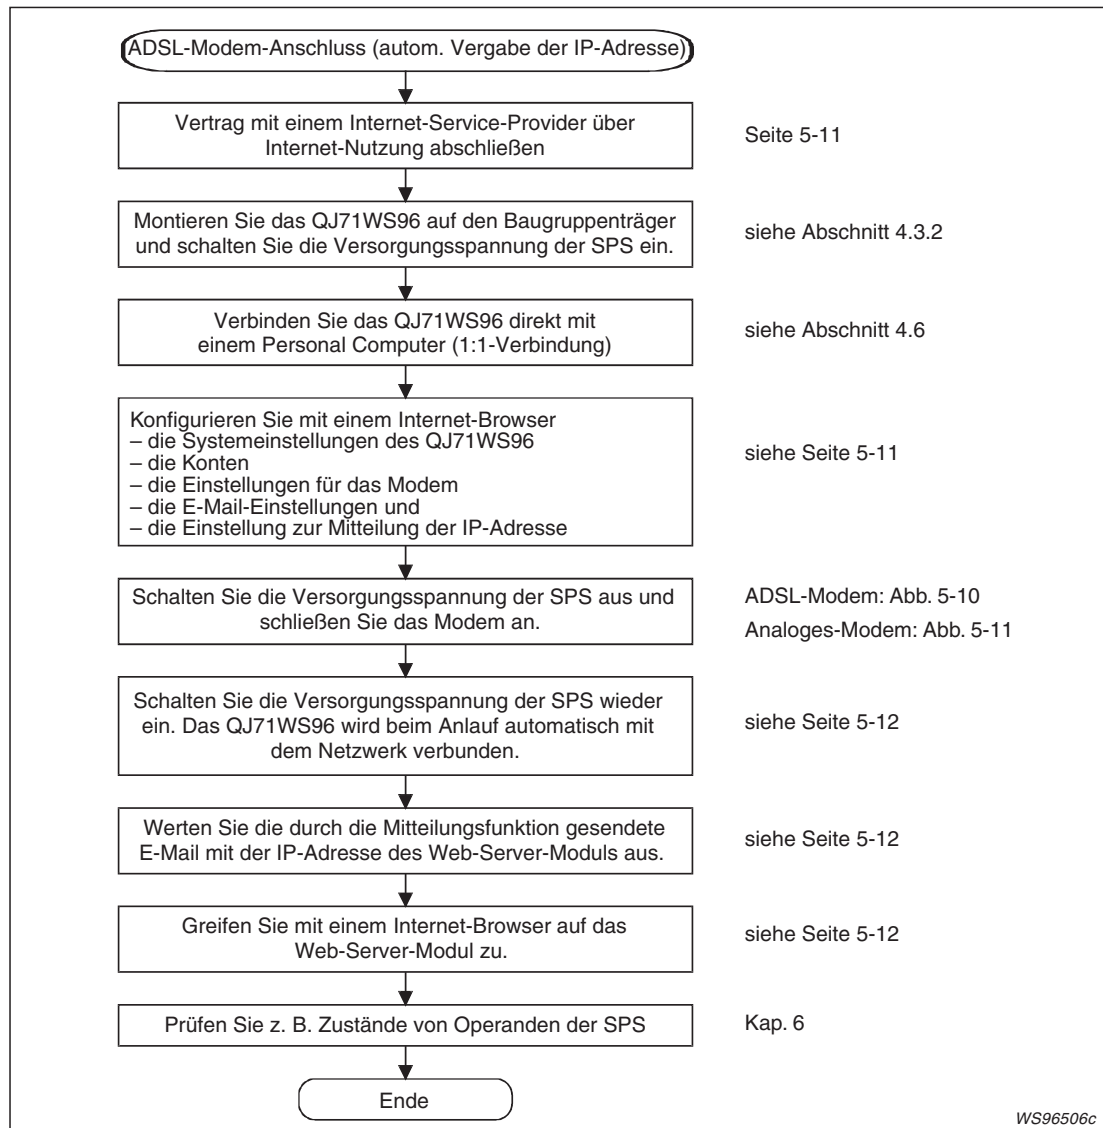 ADSL-Modem-Anschluss (autom. Vergabe der IP-Adresse)
Vertrag mit einem Internet-Service-Provider über
Internet-Nutzung abschließen
Seite 5-11
Montieren Sie das QJ71WS96 auf den Baugruppenträger
und schalten Sie die Versorgungsspannung der SPS ein.
siehe Abschnitt 4.3.2
Verbinden Sie das QJ71WS96 direkt mit
einem Personal Computer (1:1-Verbindung)
siehe Abschnitt 4.6
Konfigurieren Sie mit einem Internet-Browser
– die Systemeinstellungen des QJ71WS96
– die Konten
– die Einstellungen für das Modem
– die E-Mail-Einstellungen und
– die Einstellung zur Mitteilung der IP-Adresse
siehe Seite 5-11
Schalten Sie die Versorgungsspannung der SPS aus und
schließen Sie das Modem an.
ADSL-Modem: Abb. 5-10
Analoges-Modem: Abb. 5-11
Schalten Sie die Versorgungsspannung der SPS wieder
ein. Das QJ71WS96 wird beim Anlauf automatisch mit
dem Netzwerk verbunden.
siehe Seite 5-12
Werten Sie die durch die Mitteilungsfunktion gesendete
E-Mail mit der IP-Adresse des Web-Server-Moduls aus.
siehe Seite 5-12
Greifen Sie mit einem Internet-Browser auf das
Web-Server-Modul zu.
siehe Seite 5-12
Prüfen Sie z. B. Zustände von Operanden der SPS
Kap. 6
Ende
WS96506c